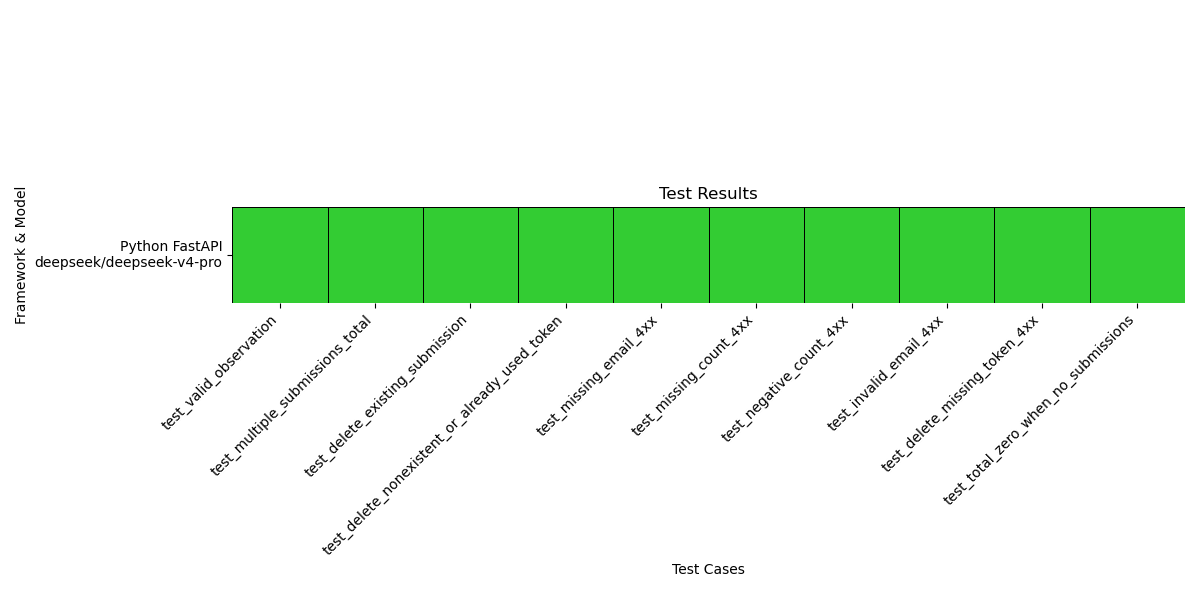 Test Results
Framework & Model
Python FastAPI
deepseek/deepseek-v4-pro
test_valid_observation
test_multiple_submissions_total
test_delete_existing_submission
test_delete_nonexistent_or_already_used_token
test_missing_email_4xx
test_missing_count_4xx
test_negative_count_4xx
test_invalid_email_4xx
test_delete_missing_token_4xx
test_total_zero_when_no_submissions
Test Cases